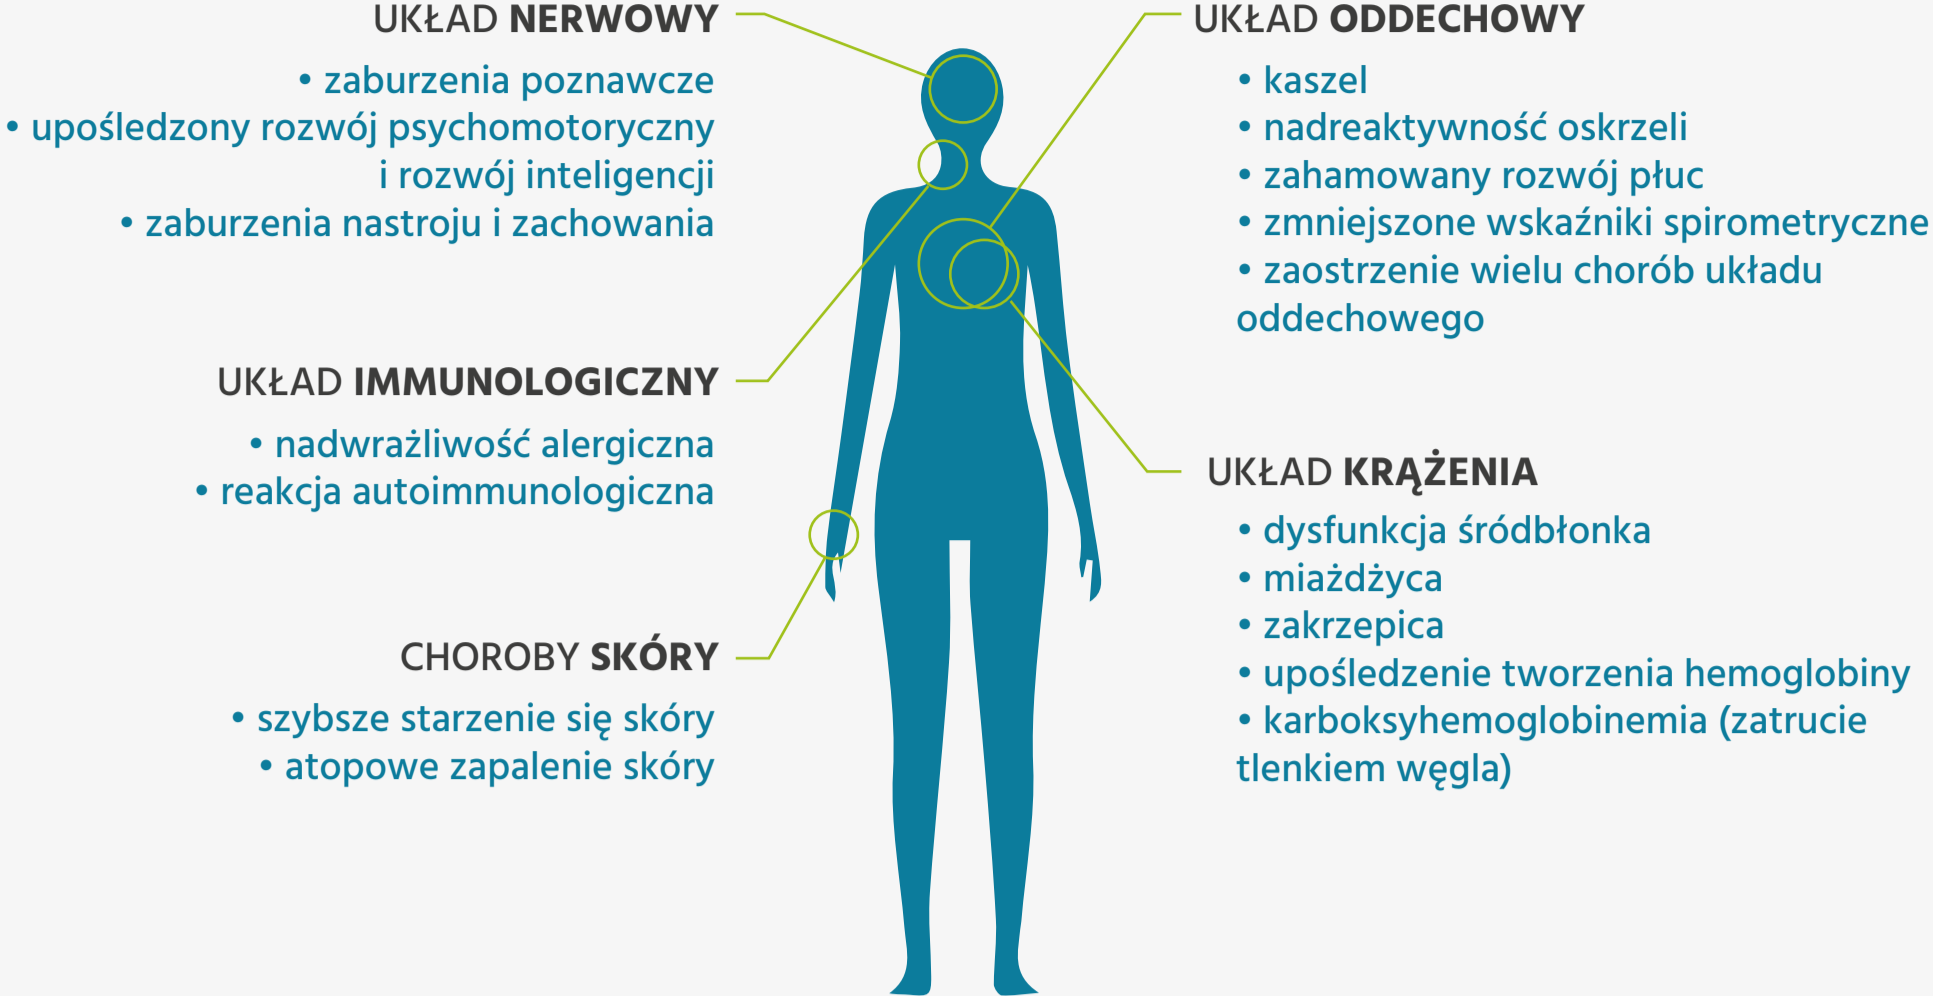 UKŁAD NERWOWY
• zaburzenia poznawcze
• upośledzony rozwój psychomotoryczny
i rozwój inteligencji
• zaburzenia nastroju i zachowania
UKŁAD IMMUNOLOGICZNY
• nadwrażliwość alergiczna
• reakcja autoimmunologiczna
CHOROBY SKÓRY
• szybsze starzenie się skóry
• atopowe zapalenie skóry
UKŁAD ODDECHOWY
• kaszel
• nadreaktywność oskrzeli
• zahamowany rozwój płuc
• zmniejszone wskaźniki spirometryczne
• zaostrzenie wielu chorób układu
oddechowego
UKŁAD KRĄŻENIA
• dysfunkcja śródbłonka
• miażdżyca
• zakrzepica
• upośledzenie tworzenia hemoglobiny
• karboksyhemoglobinemia (zatrucie
tlenkiem węgla)